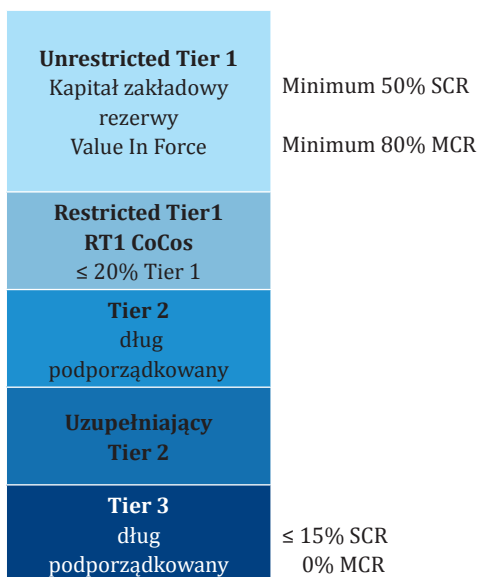 Unrestricted Tier 1
Kapitał zakładowy
rezerwy
Value In Force
Minimum 50% SCR
Minimum 80% MCR
Restricted Tier1
RT1 CoCos
≤ 20% Tier 1
Tier 2
dług
podporządkowany
Uzupełniający
Tier 2
Tier 3
dług
podporządkowany
≤ 15% SCR
0% MCR